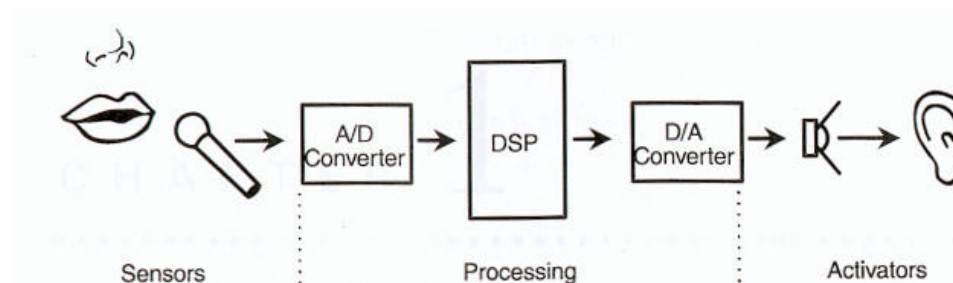 A/D
Converter
DSP
D/A
Converter
Sensors
Processing
Activators